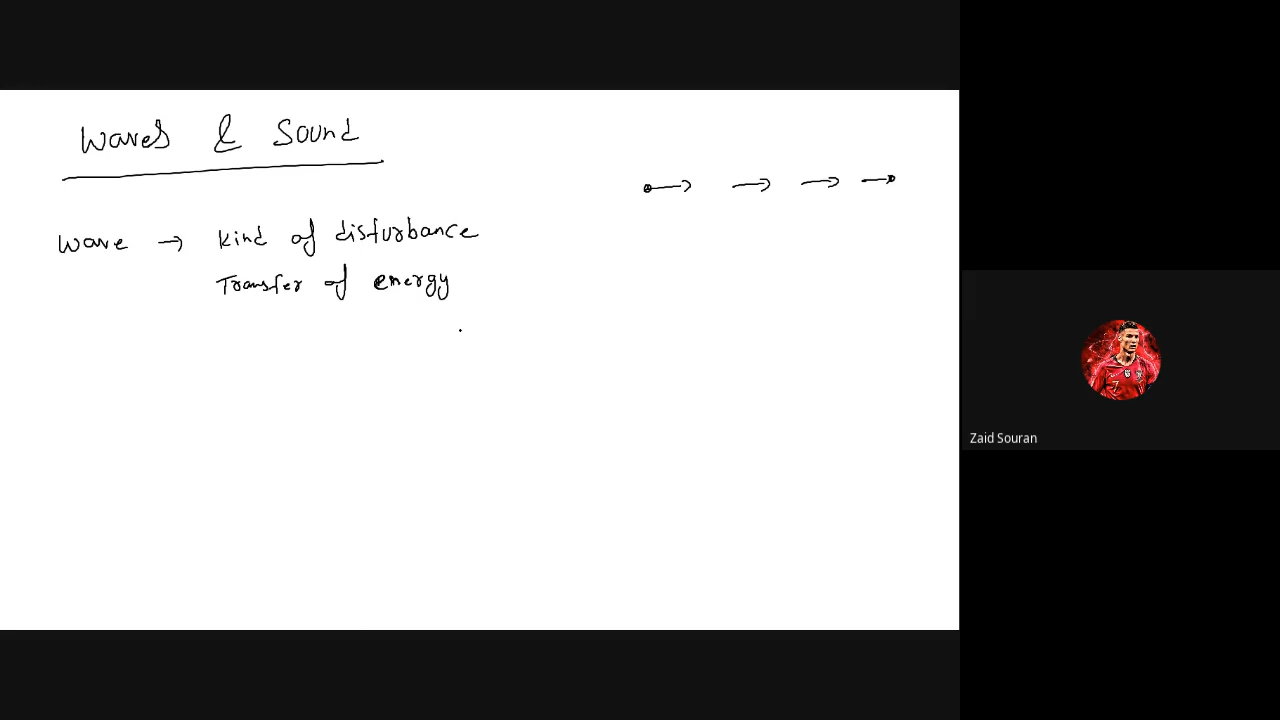 Waves & Sound
Wave → Kind of disturbance
Transfer of energy
Zaid Souran